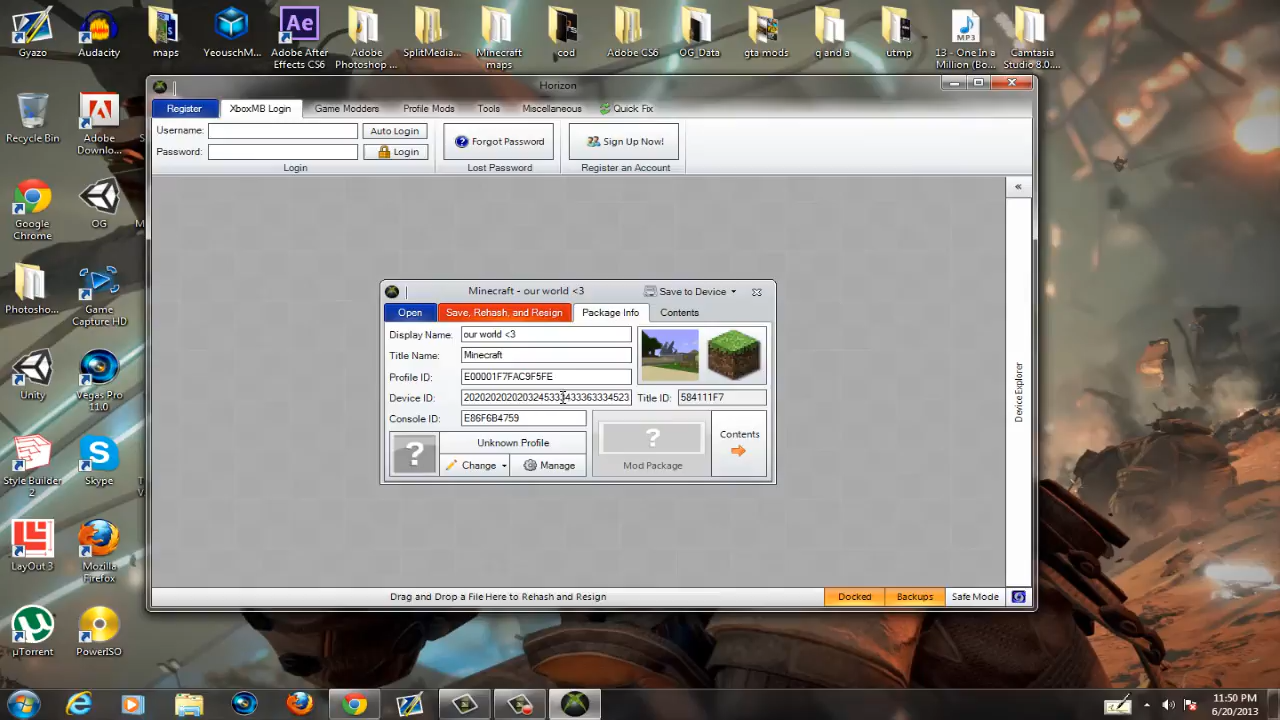 Gyazo
Audacity
maps
YeouschM...
Adobe After Effects CS6
Adobe Photoshop ...
SplitMedia...
Minecraft maps
cod
Adobe CS6
OG_Data
gta mods
q and a
utmp
13 - One In a Million (Bo...
Camtasia Studio 8.0....
Recycle Bin
Adobe Downlo...
Google Chrome
OG
Photosho...
Game Capture HD
Unity
Vegas Pro 11.0
Style Builder 2
Skype
LayOut 3
Mozilla Firefox
µTorrent
PowerISO
Horizon
Register
XboxMB Login
Game Modders
Profile Mods
Tools
Miscellaneous
Quick Fix
Username:
Auto Login
Password:
Login
Forgot Password
Sign Up Now!
Login
Lost Password
Register an Account
«
Device Explorer
Minecraft - our world <3
Save to Device
Open
Save, Rehash, and Resign
Package Info
Contents
Display Name: our world <3
Title Name: Minecraft
Profile ID: E00001F7FAC9F5FE
Device ID:
Title ID: 584111F7
Console ID: E86F6B4759
?
Unknown Profile
Change
Manage
?
Mod Package
Contents
Drag and Drop a File Here to Rehash and Resign
Docked
Backups
Safe Mode
11:50 PM
6/20/2013